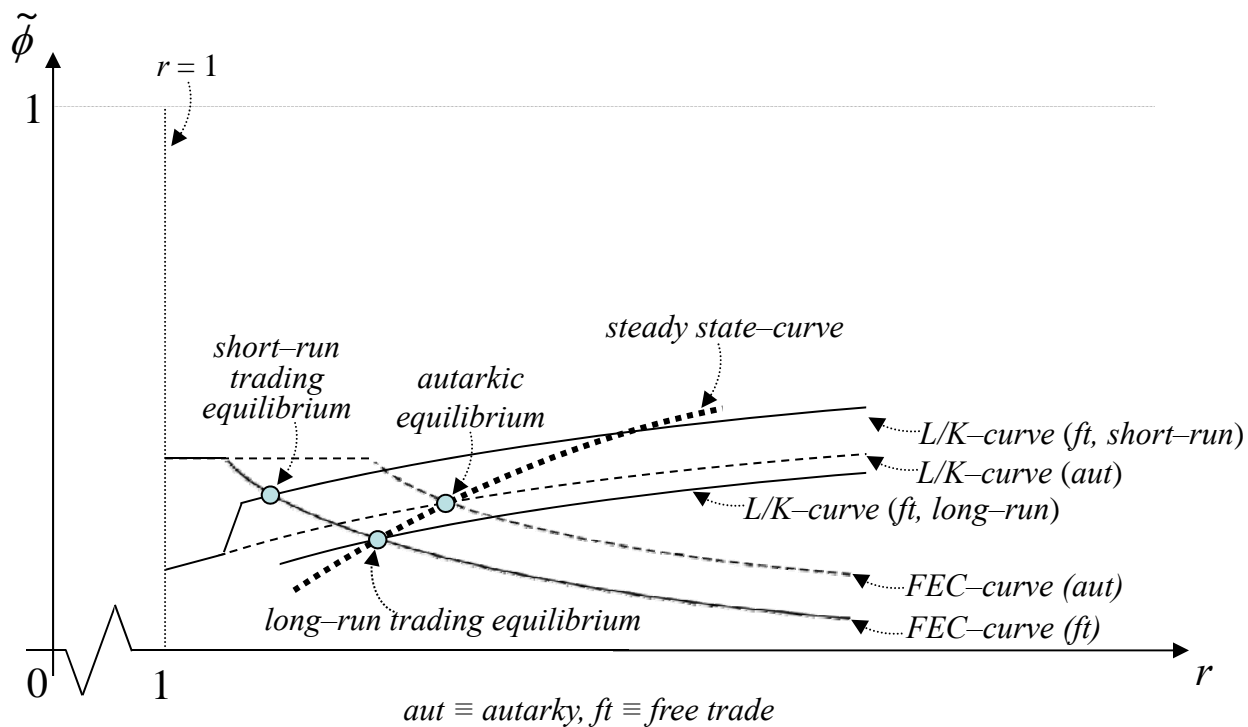 ϕ̃
r = 1
1
steady state–curve
short–run
trading
equilibrium
autarkic
equilibrium
L/K–curve (ft, short–run)
L/K–curve (aut)
L/K–curve (ft, long–run)
FEC–curve (aut)
long–run trading equilibrium
FEC–curve (ft)
0
1
r
aut ≡ autarky, ft ≡ free trade